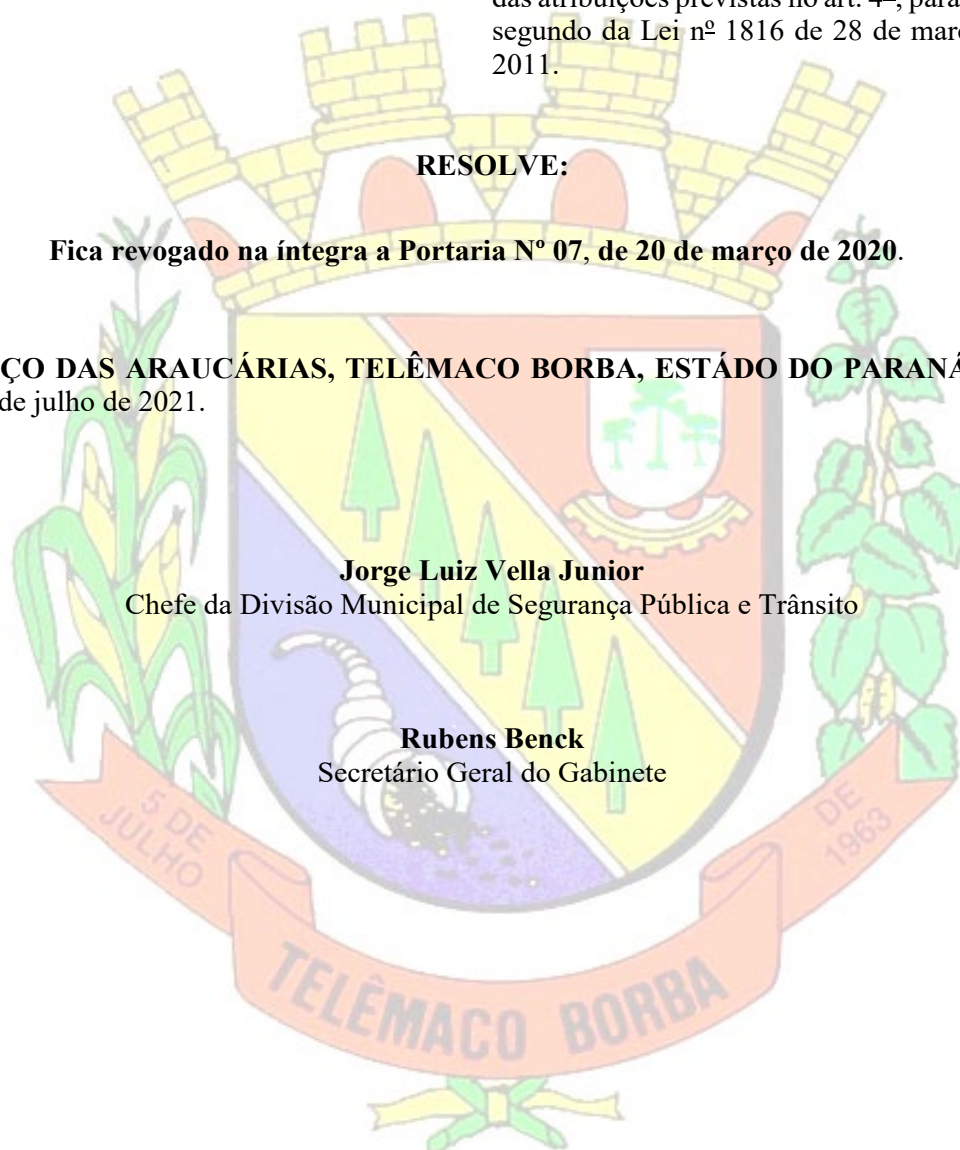 das atribuições previstas no art. 4º, pará
segundo da Lei nº 1816 de 28 de març
2011.
RESOLVE:
Fica revogado na íntegra a Portaria Nº 07, de 20 de março de 2020.
ÇO DAS ARAUCÁRIAS, TELÊMACO BORBA, ESTÁDO DO PARANÁ
de julho de 2021.
Jorge Luiz Vella Junior
Chefe da Divisão Municipal de Segurança Pública e Trânsito
Rubens Benck
Secretário Geral do Gabinete
5 DE
JULHO
DE
1963
TELÊMACO BORBA